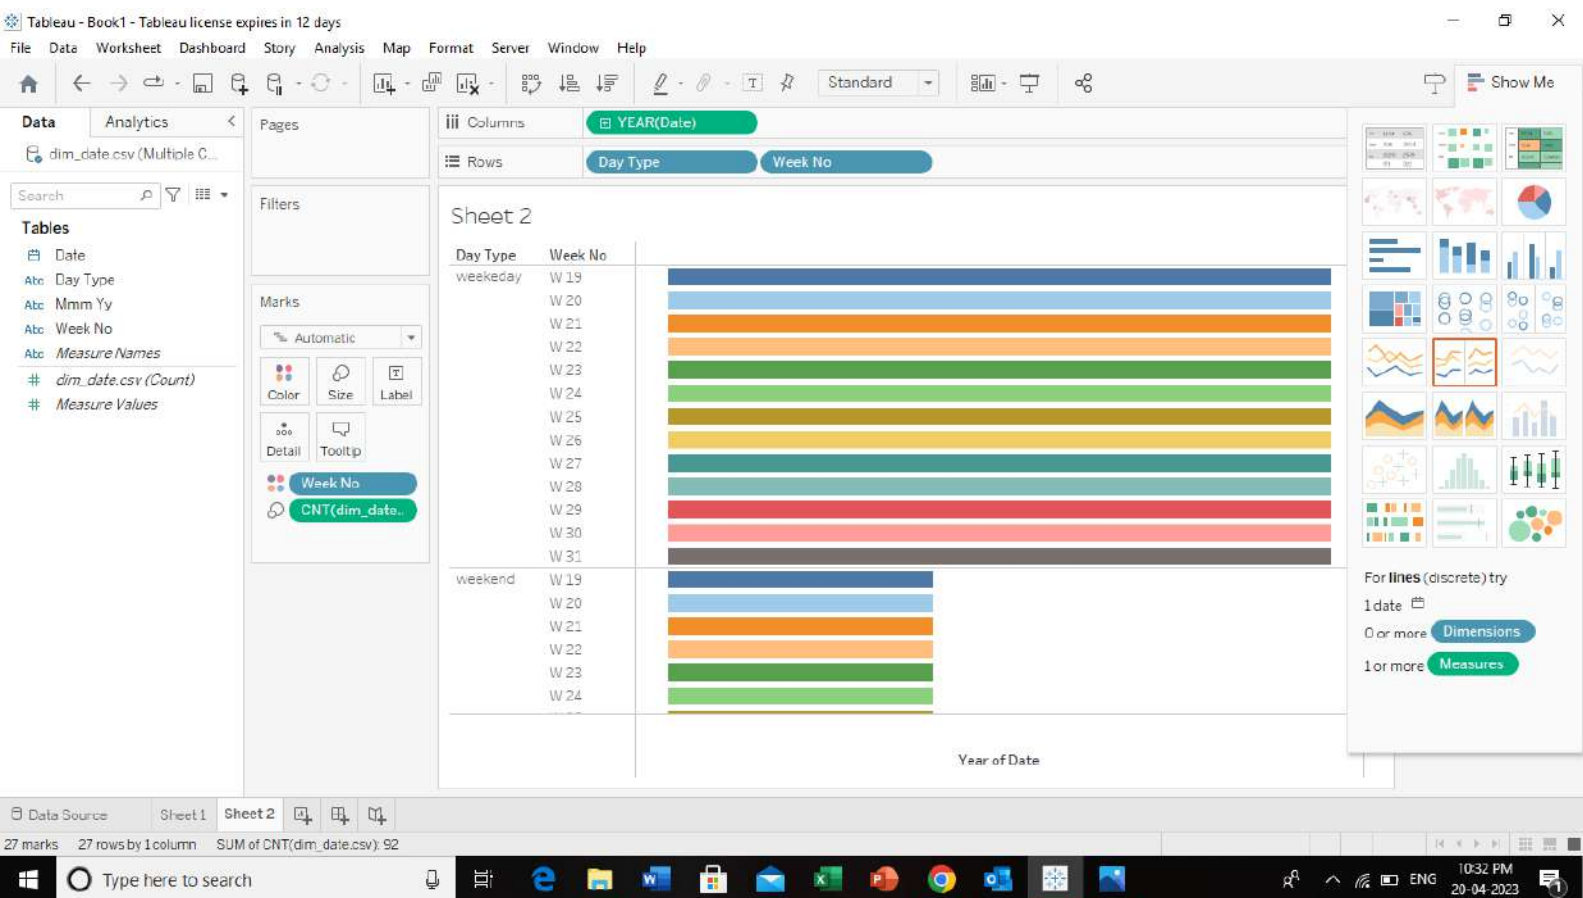 Tableau - Book1 - Tableau license expires in 12 days
File Data Worksheet Dashboard Story Analysis Map Format Server Window Help
Standard
Show Me
Data Analytics
dim_date.csv (Multiple C...
Search
Tables
Date
Abc Day Type
Abc Mmm Yy
Abc Week No
Abc Measure Names
# dim_date.csv (Count)
# Measure Values
Pages
Filters
Marks
Automatic
Color Size Label
Detail Tooltip
Week No
CNT(dim_date..
Columns YEAR(Date)
Rows Day Type Week No
Sheet 2
Day Type Week No
weekeday W 19
W 20
W 21
W 22
W 23
W 24
W 25
W 26
W 27
W 28
W 29
W 30
W 31
weekend W 19
W 20
W 21
W 22
W 23
W 24
Year of Date
For lines (discrete) try
1 date
0 or more Dimensions
1 or more Measures
Data Source Sheet 1 Sheet 2
27 marks 27 rows by 1 column SUM of CNT(dim_date.csv): 92
Type here to search
ENG
10:32 PM
20-04-2023
1